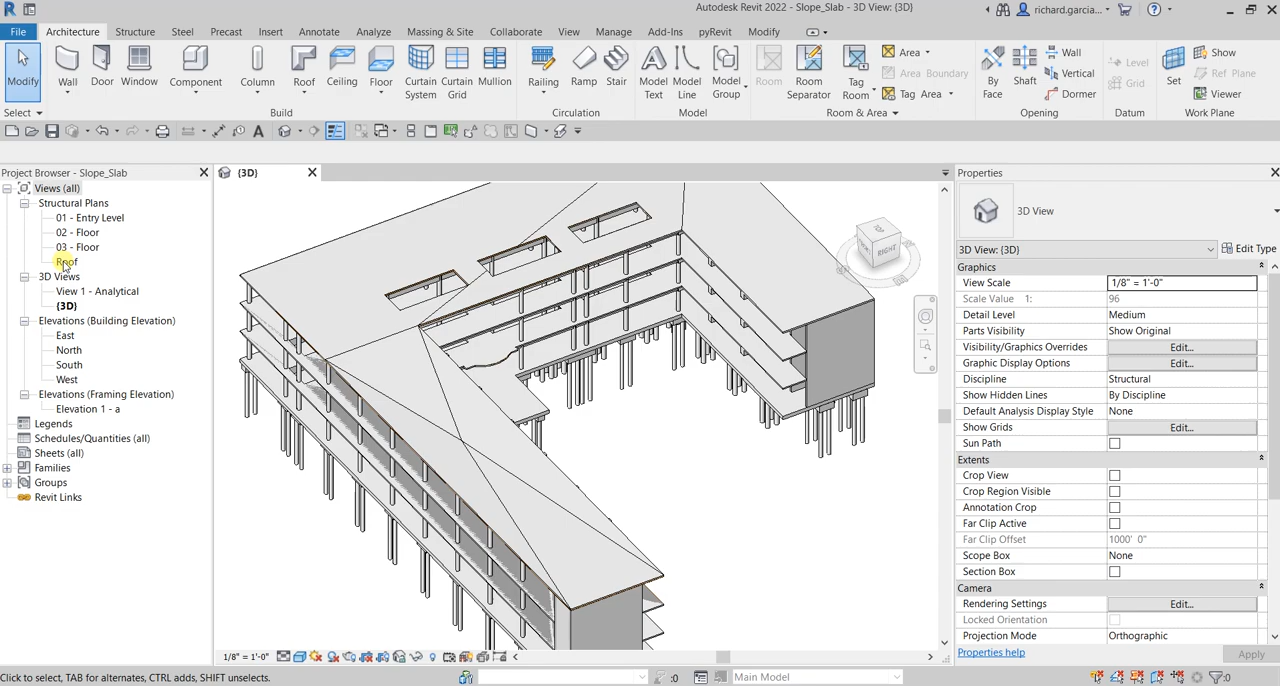 Autodesk Revit 2022 - Slope_Slab - 3D View: {3D}
richard.garcia...
File Architecture Structure Steel Precast Insert Annotate Analyze Massing & Site Collaborate View Manage Add-Ins pyRevit Modify
Modify
Wall
Door
Window
Component
Column
Roof
Ceiling
Floor
Curtain System
Curtain Grid
Mullion
Railing
Ramp
Stair
Model Text
Model Line
Model Group
Room
Room Separator
Tag Room
Area
Area Boundary
Tag Area
By Face
Shaft
Wall
Vertical
Dormer
Level
Grid
Set
Show
Ref Plane
Viewer
Select
Build
Circulation
Model
Room & Area
Opening
Datum
Work Plane
Project Browser - Slope_Slab
Views (all)
Structural Plans
01 - Entry Level
02 - Floor
03 - Floor
Roof
3D Views
View 1 - Analytical
{3D}
Elevations (Building Elevation)
East
North
South
West
Elevations (Framing Elevation)
Elevation 1 - a
Legends
Schedules/Quantities (all)
Sheets (all)
Families
Groups
Revit Links
{3D}
TOP
FRONT
RIGHT
1/8" = 1'-0"
Properties
3D View
3D View: {3D}
Edit Type
Graphics
View Scale 1/8" = 1'-0"
Scale Value 1: 96
Detail Level Medium
Parts Visibility Show Original
Visibility/Graphics Overrides Edit...
Graphic Display Options Edit...
Discipline Structural
Show Hidden Lines By Discipline
Default Analysis Display Style None
Show Grids Edit...
Sun Path
Extents
Crop View
Crop Region Visible
Annotation Crop
Far Clip Active
Far Clip Offset 1000' 0"
Scope Box None
Section Box
Camera
Rendering Settings Edit...
Locked Orientation
Projection Mode Orthographic
Properties help
Apply
Click to select, TAB for alternates, CTRL adds, SHIFT unselects.
:0
Main Model
:0